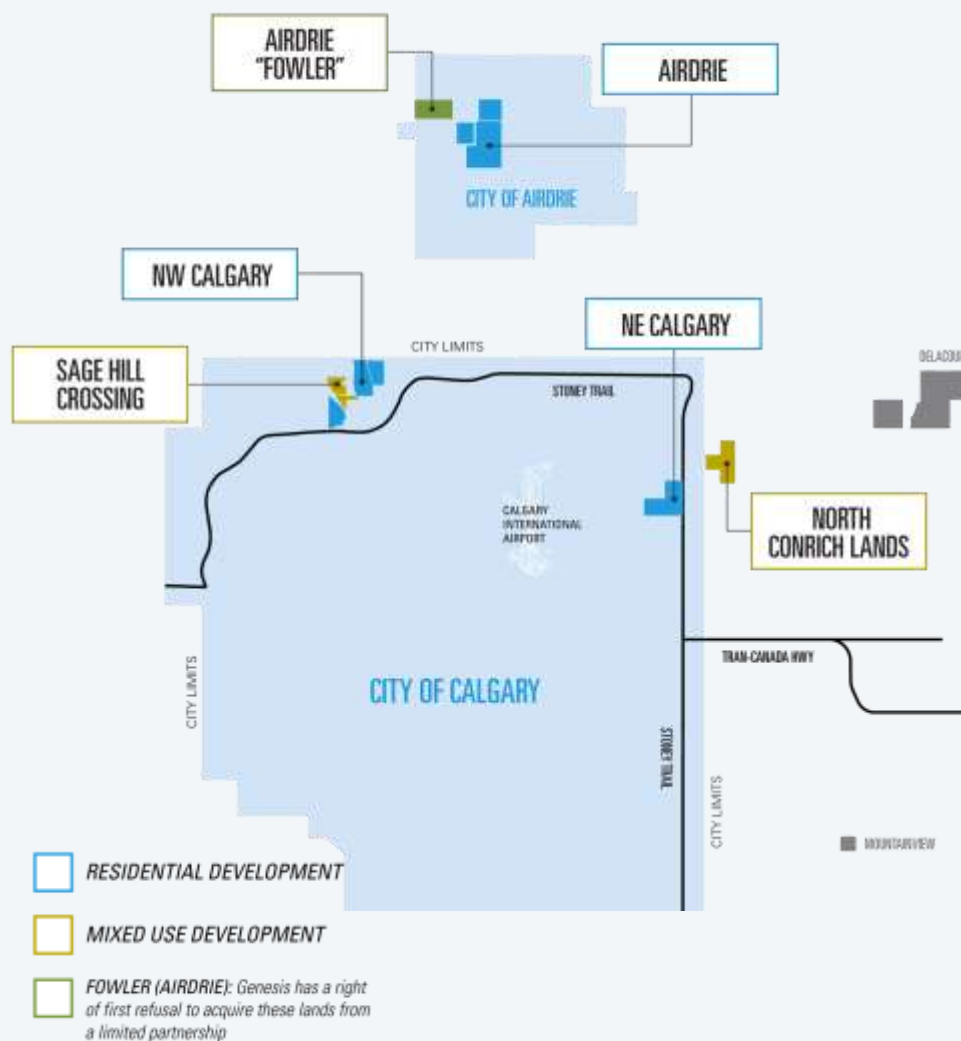 AIRDRIE
“FOWLER”
AIRDRIE
CITY OF AIRDRIE
NW CALGARY
NE CALGARY
CITY LIMITS
SAGE HILL
CROSSING
STONEY TRAIL
CALGARY
INTERNATIONAL
AIRPORT
NORTH
CONRICH LANDS
CITY LIMITS
TRAN-CANADA HWY
CITY OF CALGARY
STONEY TRAIL
CITY LIMITS
MOUNTAINVIEW
RESIDENTIAL DEVELOPMENT
MIXED USE DEVELOPMENT
FOWLER (AIRDRIE): Genesis has a right
of first refusal to acquire these lands from
a limited partnership